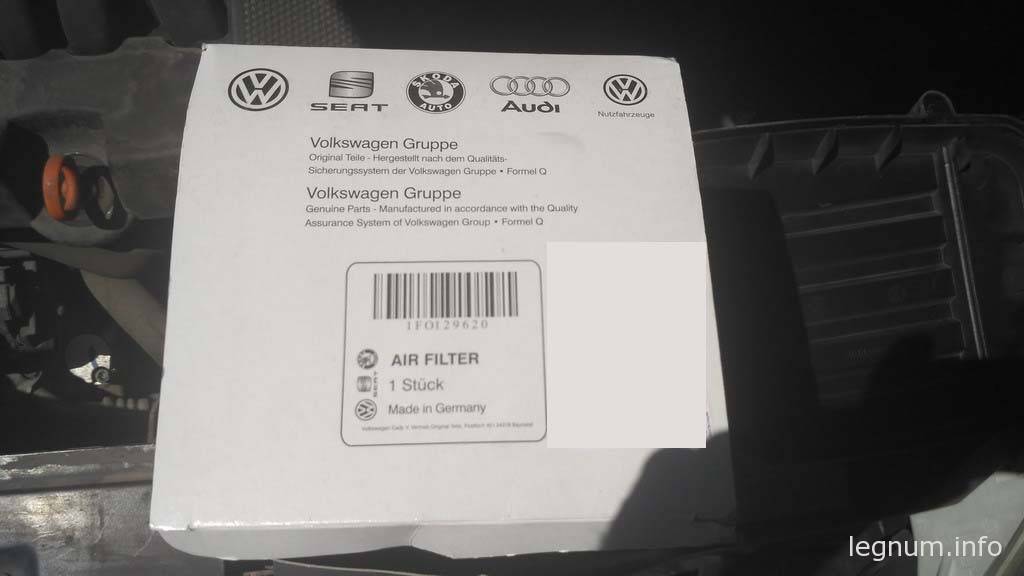 SEAT
ŠKODA
AUTO
Audi
Nutzfahrzeuge
Volkswagen Gruppe
Original Teile - Hergestellt nach dem Qualitäts-
Sicherungssystem der Volkswagen Gruppe • Formel Q
Volkswagen Gruppe
Genuine Parts - Manufactured in accordance with the Quality
Assurance System of Volkswagen Group • Formel Q
1F0129620
AIR FILTER
1 Stück
SEAT
Made in Germany
legnum.info